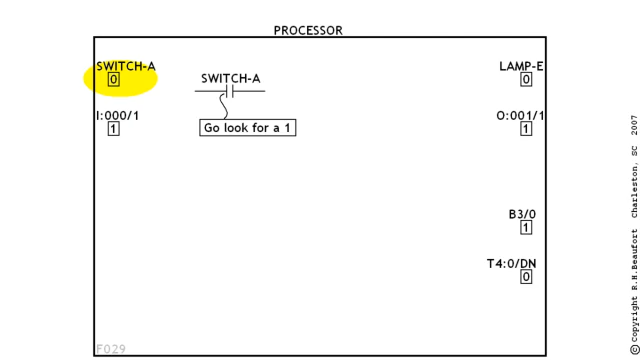 PROCESSOR
SWITCH-A
0
SWITCH-A
LAMP-E
0
I:000/1
1
Go look for a 1
O:001/1
1
B3/0
1
T4:0/DN
0
F029
© Copyright R.H.Beaufort Charleston, SC 2007